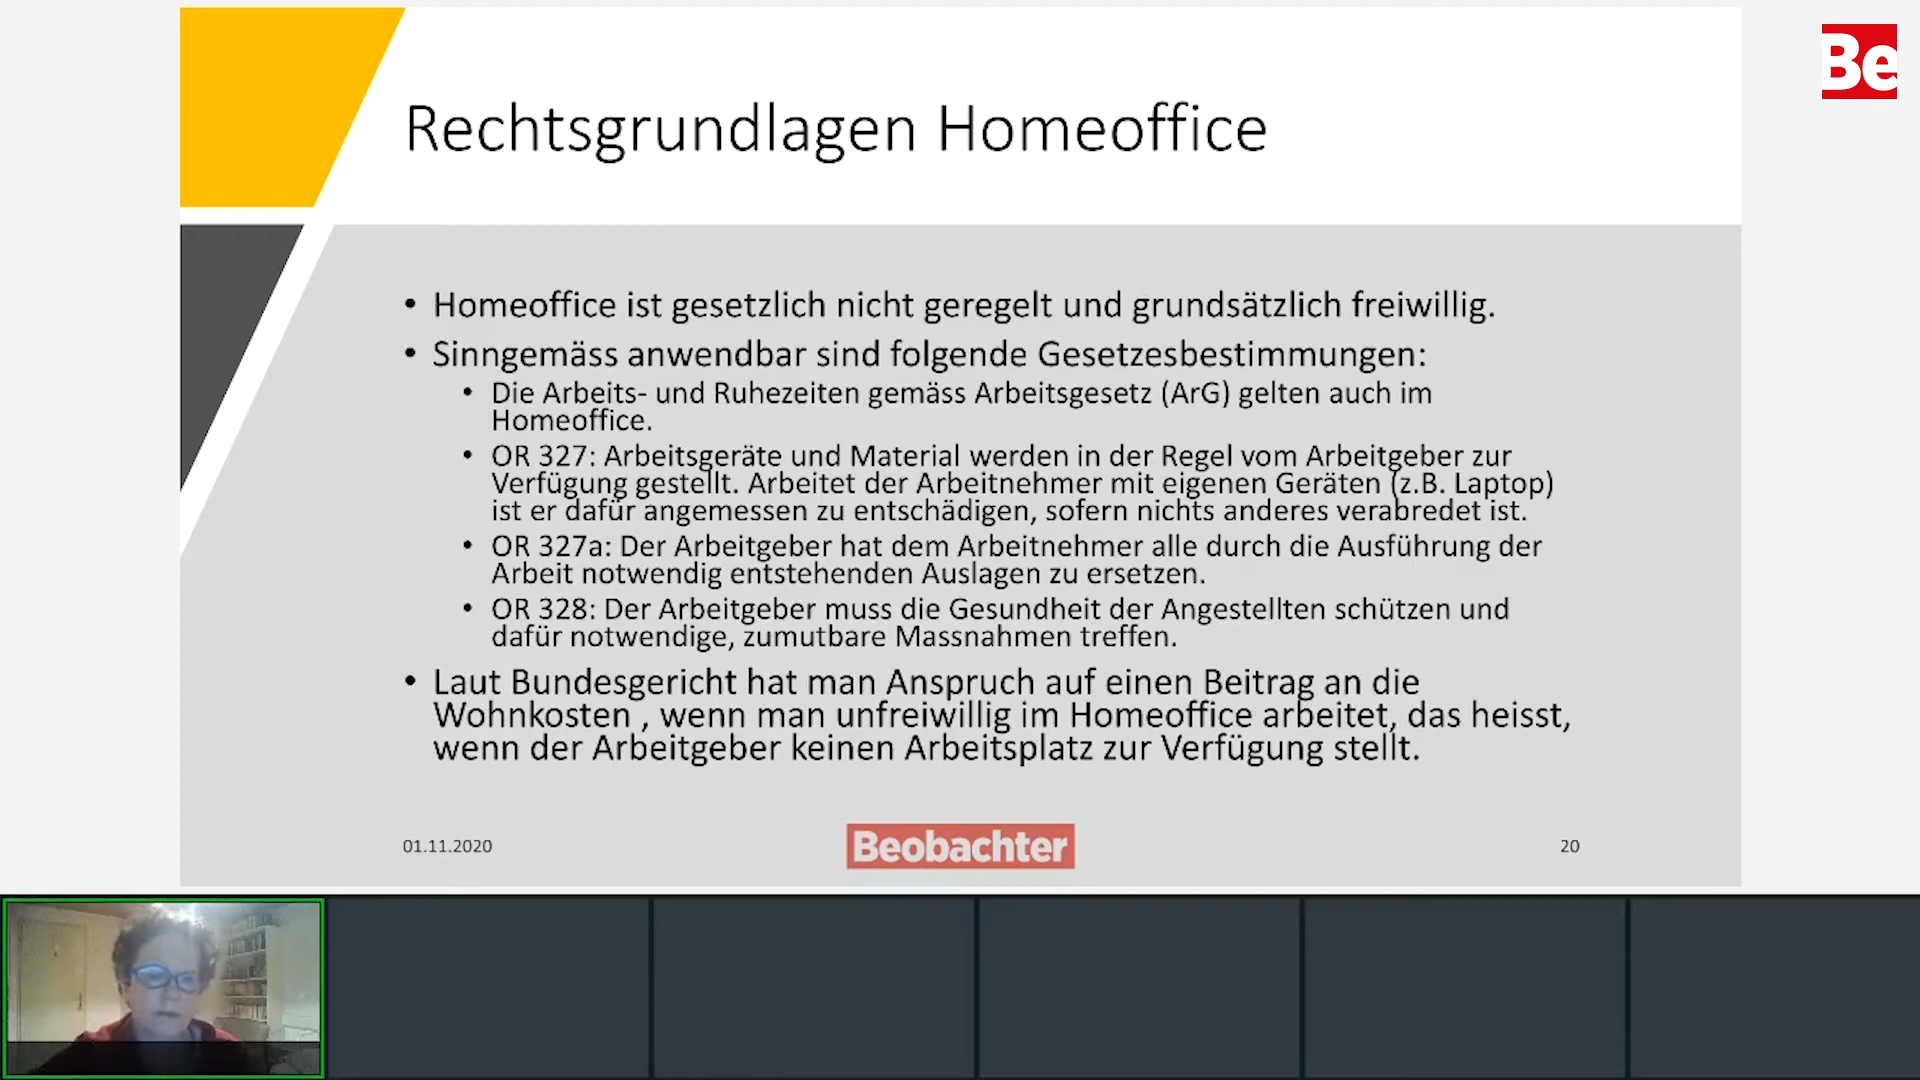 Be
Rechtsgrundlagen Homeoffice
• Homeoffice ist gesetzlich nicht geregelt und grundsätzlich freiwillig.
• Sinngemäss anwendbar sind folgende Gesetzesbestimmungen:
• Die Arbeits- und Ruhezeiten gemäss Arbeitsgesetz (ArG) gelten auch im
Homeoffice.
• OR 327: Arbeitsgeräte und Material werden in der Regel vom Arbeitgeber zur
Verfügung gestellt. Arbeitet der Arbeitnehmer mit eigenen Geräten (z.B. Laptop)
ist er dafür angemessen zu entschädigen, sofern nichts anderes verabredet ist.
• OR 327a: Der Arbeitgeber hat dem Arbeitnehmer alle durch die Ausführung der
Arbeit notwendig entstehenden Auslagen zu ersetzen.
• OR 328: Der Arbeitgeber muss die Gesundheit der Angestellten schützen und
dafür notwendige, zumutbare Massnahmen treffen.
• Laut Bundesgericht hat man Anspruch auf einen Beitrag an die
Wohnkosten , wenn man unfreiwillig im Homeoffice arbeitet, das heisst,
wenn der Arbeitgeber keinen Arbeitsplatz zur Verfügung stellt.
01.11.2020
Beobachter
20